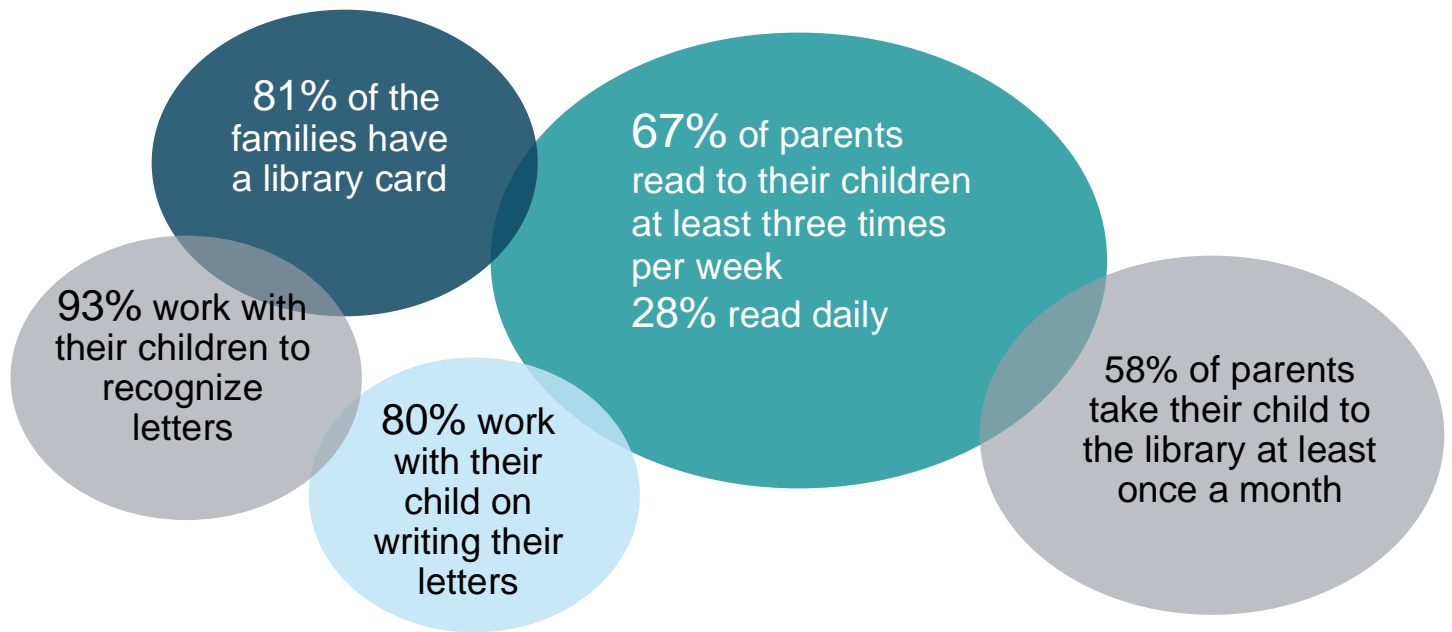 81% of the
families have
a library card
67% of parents
read to their children
at least three times
per week
28% read daily
93% work with
their children to
recognize
letters
80% work
with their
child on
writing their
letters
58% of parents
take their child to
the library at least
once a month